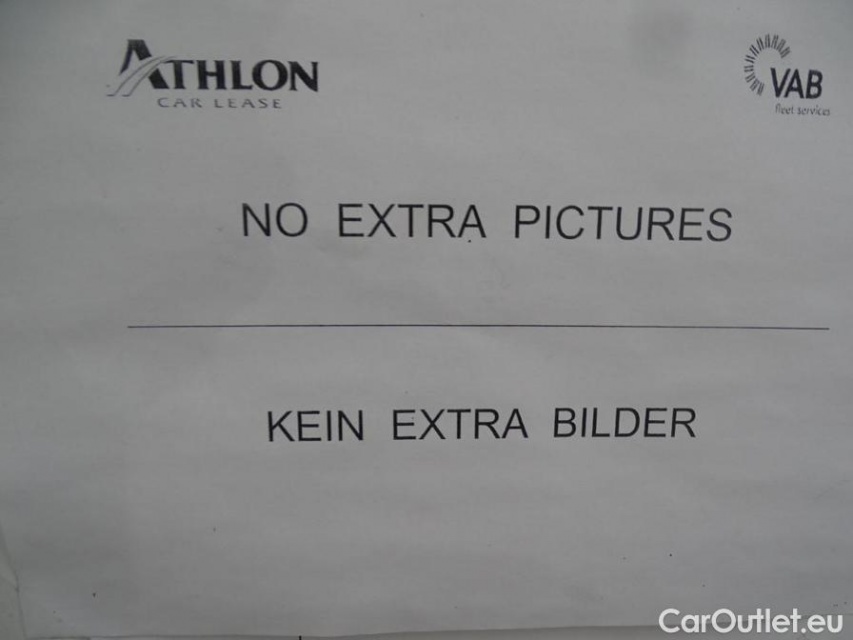 ATHLON
CAR LEASE
VAB
fleet services
NO EXTRA PICTURES
KEIN EXTRA BILDER
CarOutlet.eu